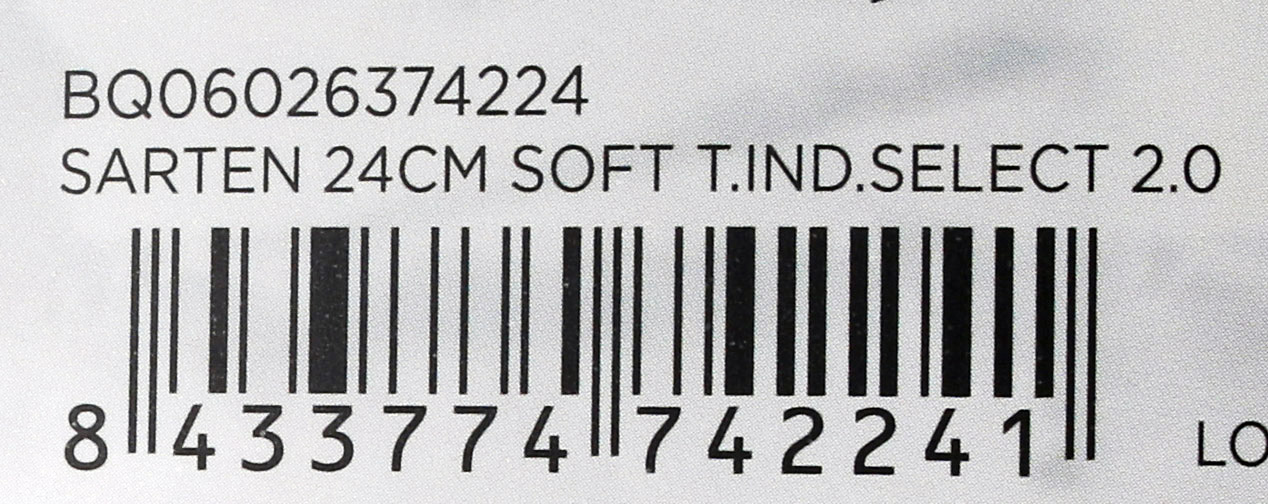 BQ06026374224
SARTEN 24CM SOFT T.IND.SELECT 2.0
8 433774 742241
LO